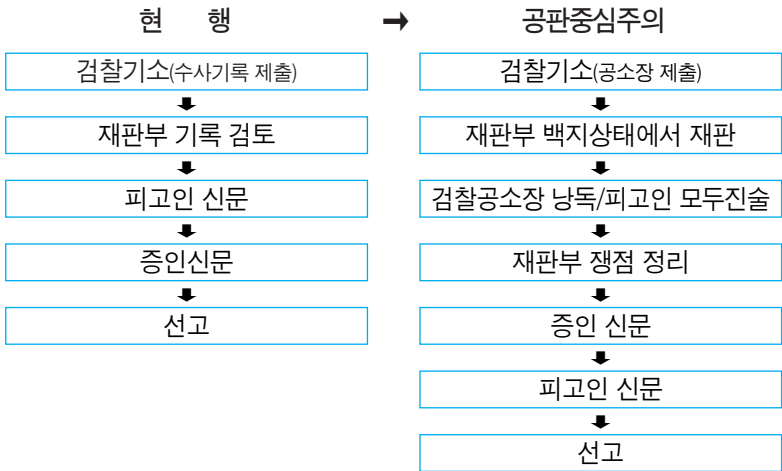 현 행 → 공판중심주의
검찰기소(수사기록 제출)
재판부 기록 검토
피고인 신문
증인신문
선고
검찰기소(공소장 제출)
재판부 백지상태에서 재판
검찰공소장 낭독/피고인 모두진술
재판부 쟁점 정리
증인 신문
피고인 신문
선고